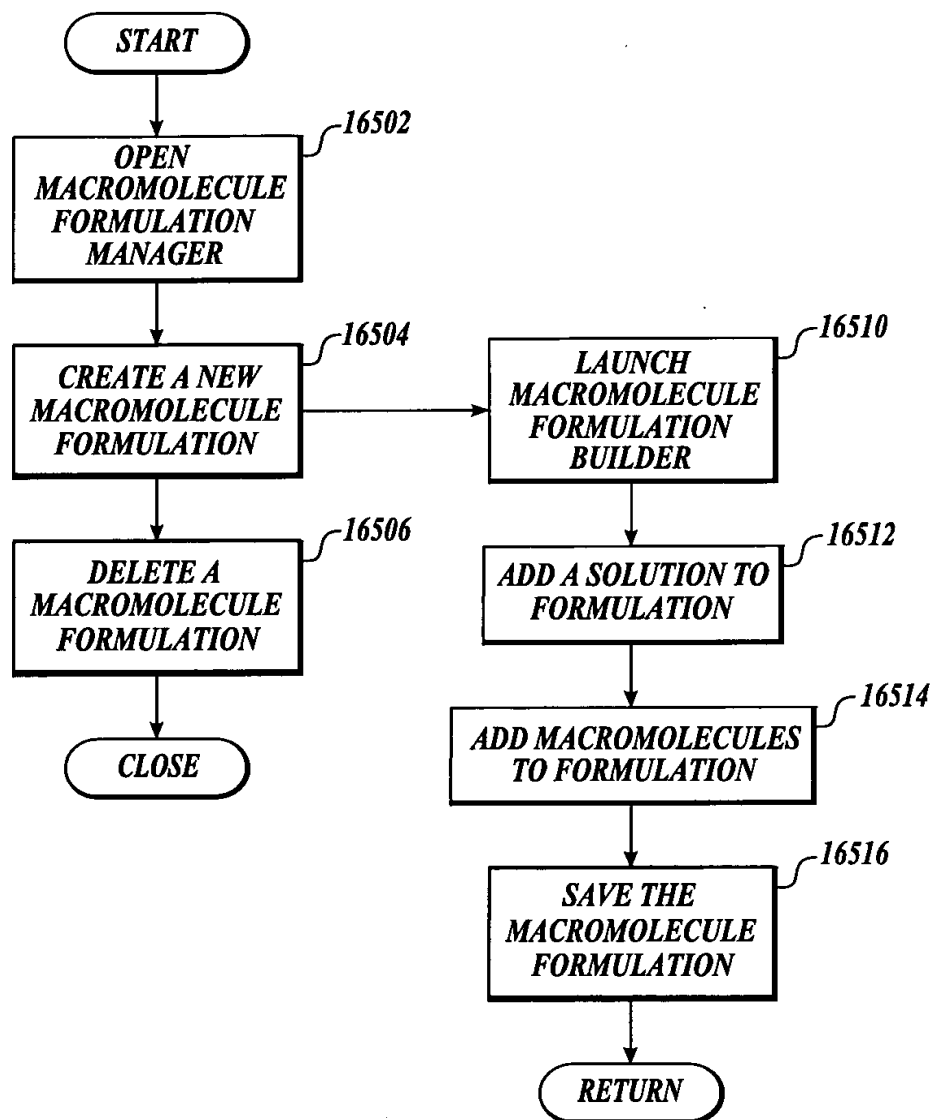 START
16502
OPEN
MACROMOLECULE
FORMULATION
MANAGER
16504
CREATE A NEW
MACROMOLECULE
FORMULATION
16506
DELETE A
MACROMOLECULE
FORMULATION
CLOSE
16510
LAUNCH
MACROMOLECULE
FORMULATION
BUILDER
16512
ADD A SOLUTION TO
FORMULATION
16514
ADD MACROMOLECULES
TO FORMULATION
16516
SAVE THE
MACROMOLECULE
FORMULATION
RETURN